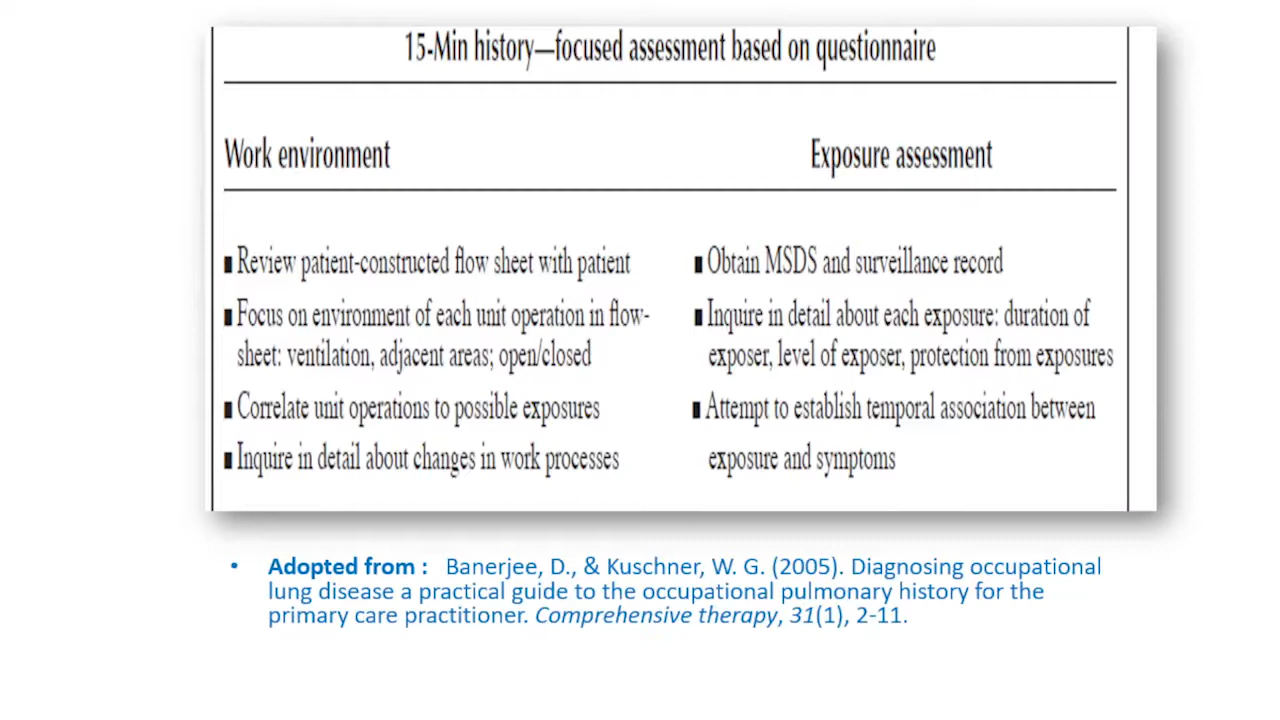 15-Min history—focused assessment based on questionnaire
Work environment
Exposure assessment
▪ Review patient-constructed flow sheet with patient
▪ Focus on environment of each unit operation in flow-
sheet: ventilation, adjacent areas; open/closed
▪ Correlate unit operations to possible exposures
▪ Inquire in detail about changes in work processes
▪ Obtain MSDS and surveillance record
▪ Inquire in detail about each exposure: duration of
exposer, level of exposer, protection from exposures
▪ Attempt to establish temporal association between
exposure and symptoms
• Adopted from : Banerjee, D., & Kuschner, W. G. (2005). Diagnosing occupational
lung disease a practical guide to the occupational pulmonary history for the
primary care practitioner. Comprehensive therapy, 31(1), 2-11.